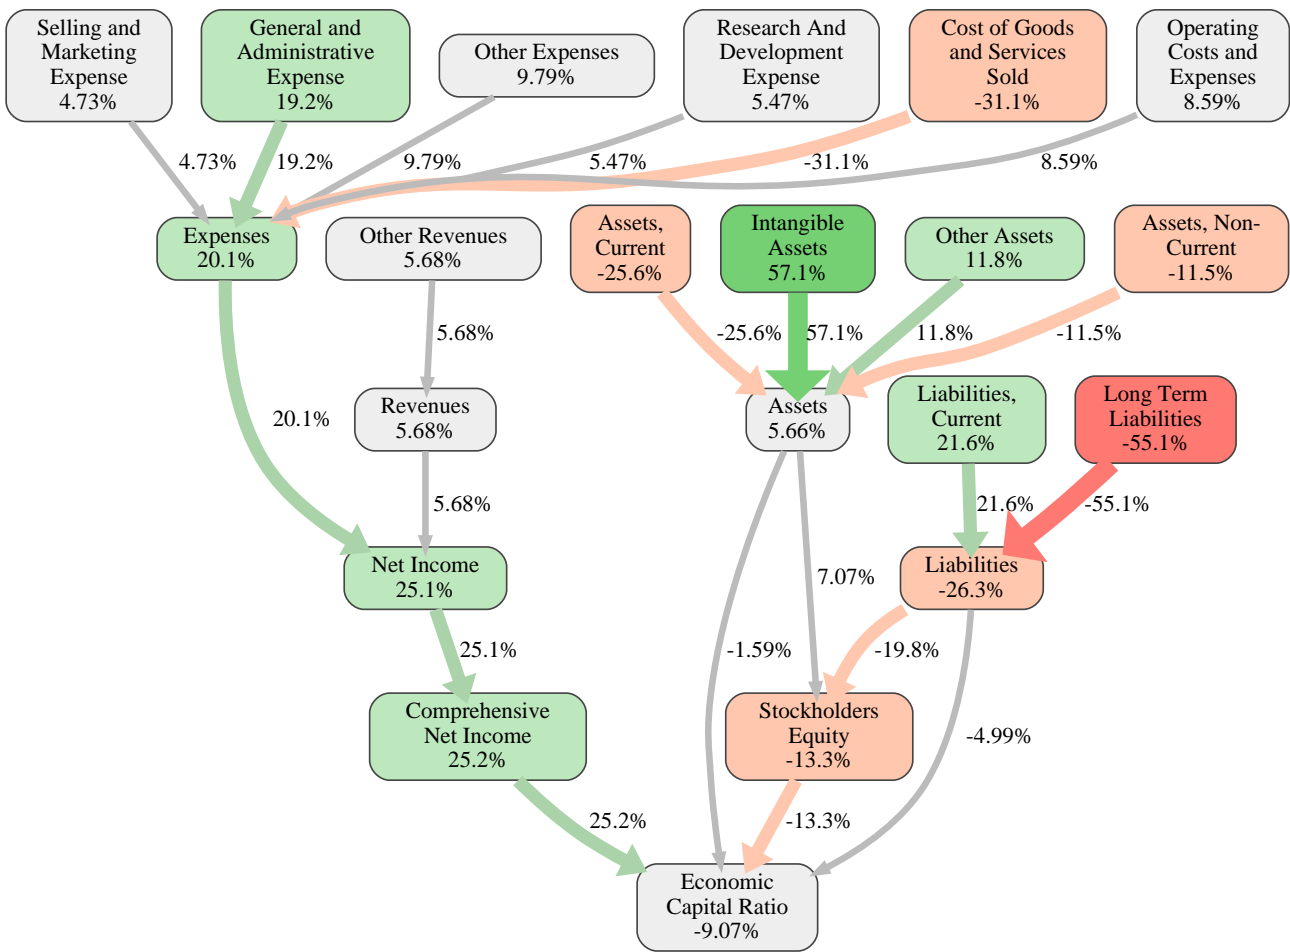 Selling and
Marketing
Expense
4.73%
General and
Administrative
Expense
19.2%
Other Expenses
9.79%
Research And
Development
Expense
5.47%
Cost of Goods
and Services
Sold
-31.1%
Operating
Costs and
Expenses
8.59%
4.73%
19.2%
9.79%
5.47%
-31.1%
8.59%
Expenses
20.1%
Other Revenues
5.68%
Assets,
Current
-25.6%
Intangible
Assets
57.1%
Other Assets
11.8%
Assets, Non-
Current
-11.5%
5.68%
-25.6%
57.1%
11.8%
-11.5%
20.1%
Revenues
5.68%
Assets
5.66%
Liabilities,
Current
21.6%
Long Term
Liabilities
-55.1%
5.68%
21.6%
-55.1%
Net Income
25.1%
7.07%
Liabilities
-26.3%
25.1%
-1.59%
-19.8%
-4.99%
Comprehensive
Net Income
25.2%
Stockholders
Equity
-13.3%
25.2%
-13.3%
Economic
Capital Ratio
-9.07%